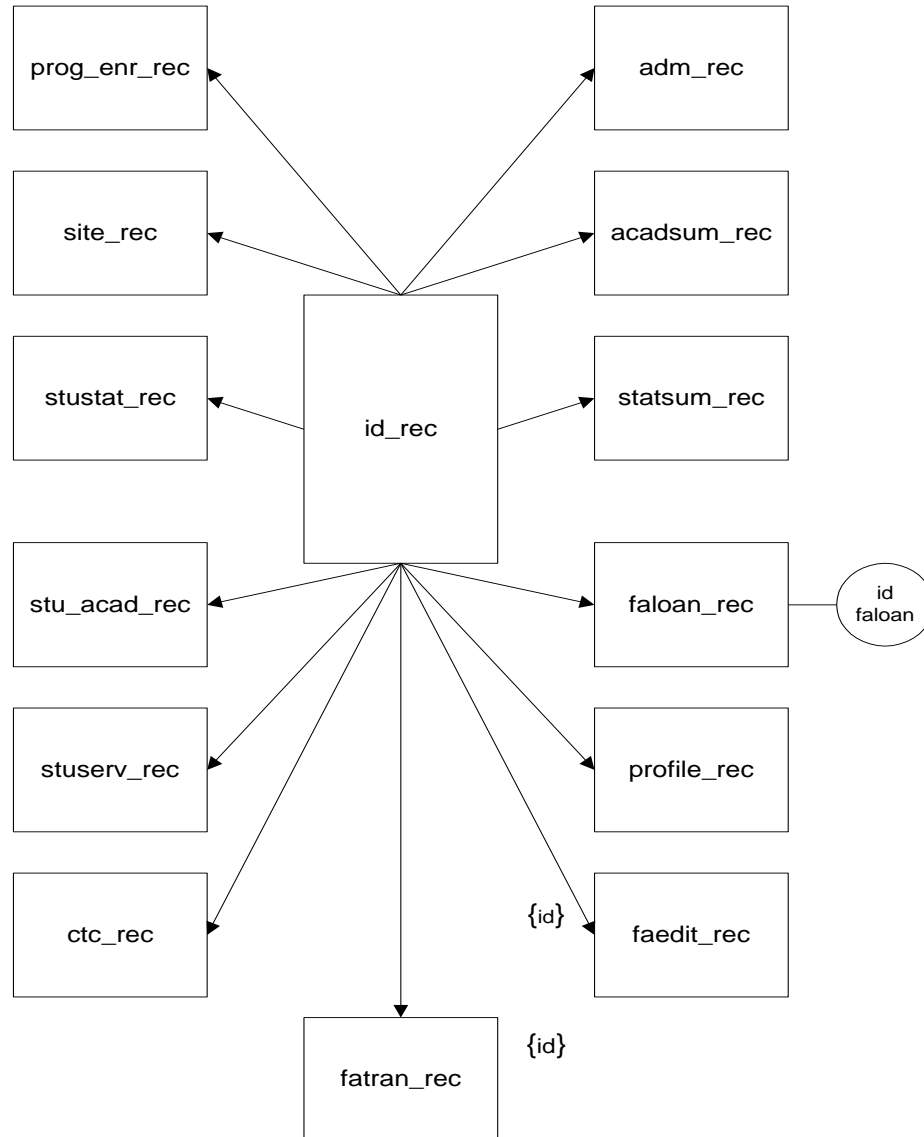 prog_enr_rec
adm_rec
site_rec
acadsum_rec
stustat_rec
id_rec
statsum_rec
stu_acad_rec
faloan_rec
id
faloan
stuserv_rec
profile_rec
ctc_rec
{id}
faedit_rec
fatran_rec
{id}